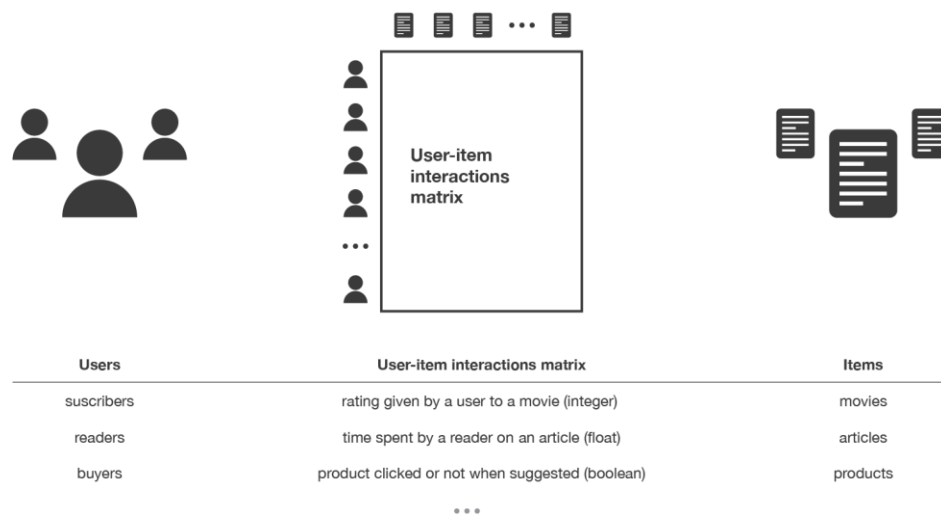 User-item
interactions
matrix
Users User-item interactions matrix Items
suscribers rating given by a user to a movie (integer) movies
readers time spent by a reader on an article (float) articles
buyers product clicked or not when suggested (boolean) products